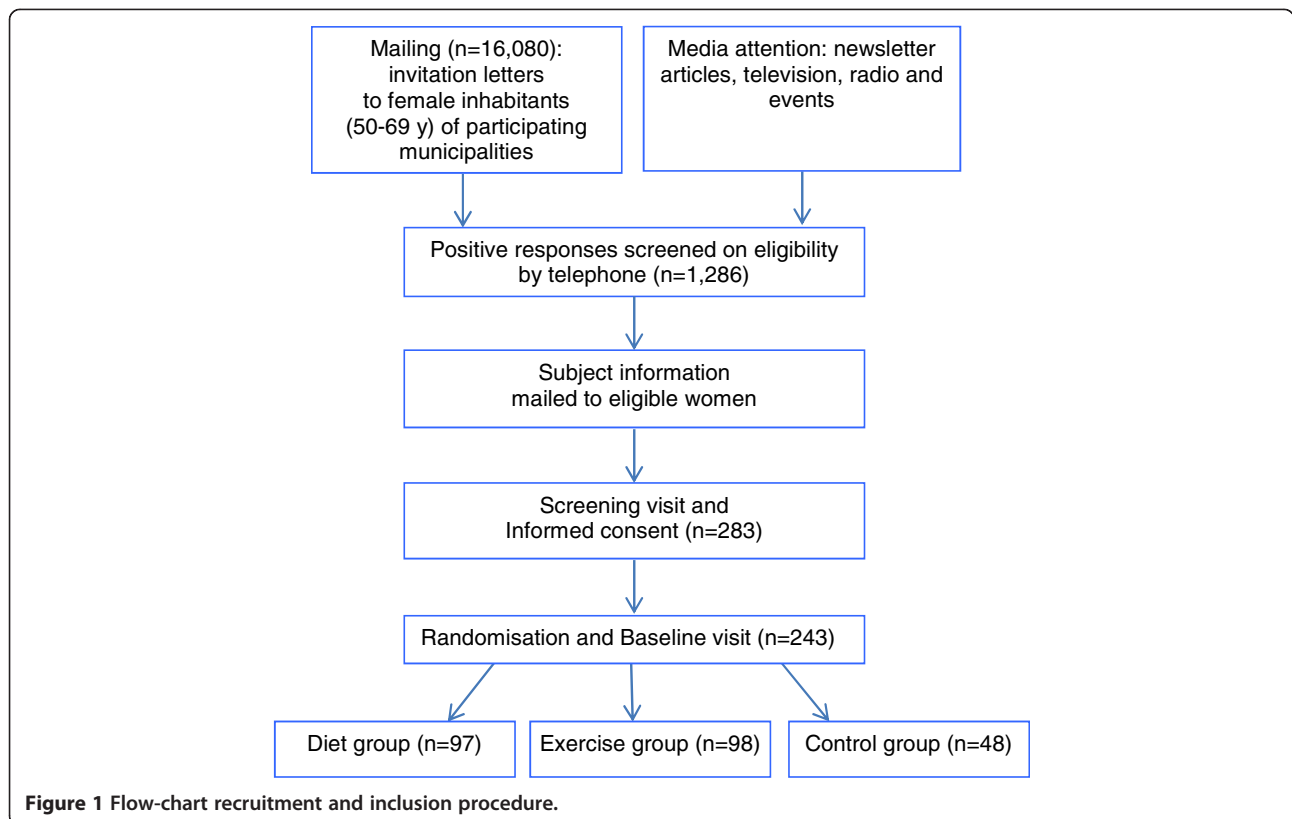 Mailing (n=16,080):
invitation letters
to female inhabitants
(50-69 y) of participating
municipalities
Media attention: newsletter
articles, television, radio and
events
Positive responses screened on eligibility
by telephone (n=1,286)
Subject information
mailed to eligible women
Screening visit and
Informed consent (n=283)
Randomisation and Baseline visit (n=243)
Diet group (n=97)
Exercise group (n=98)
Control group (n=48)
Figure 1 Flow-chart recruitment and inclusion procedure.